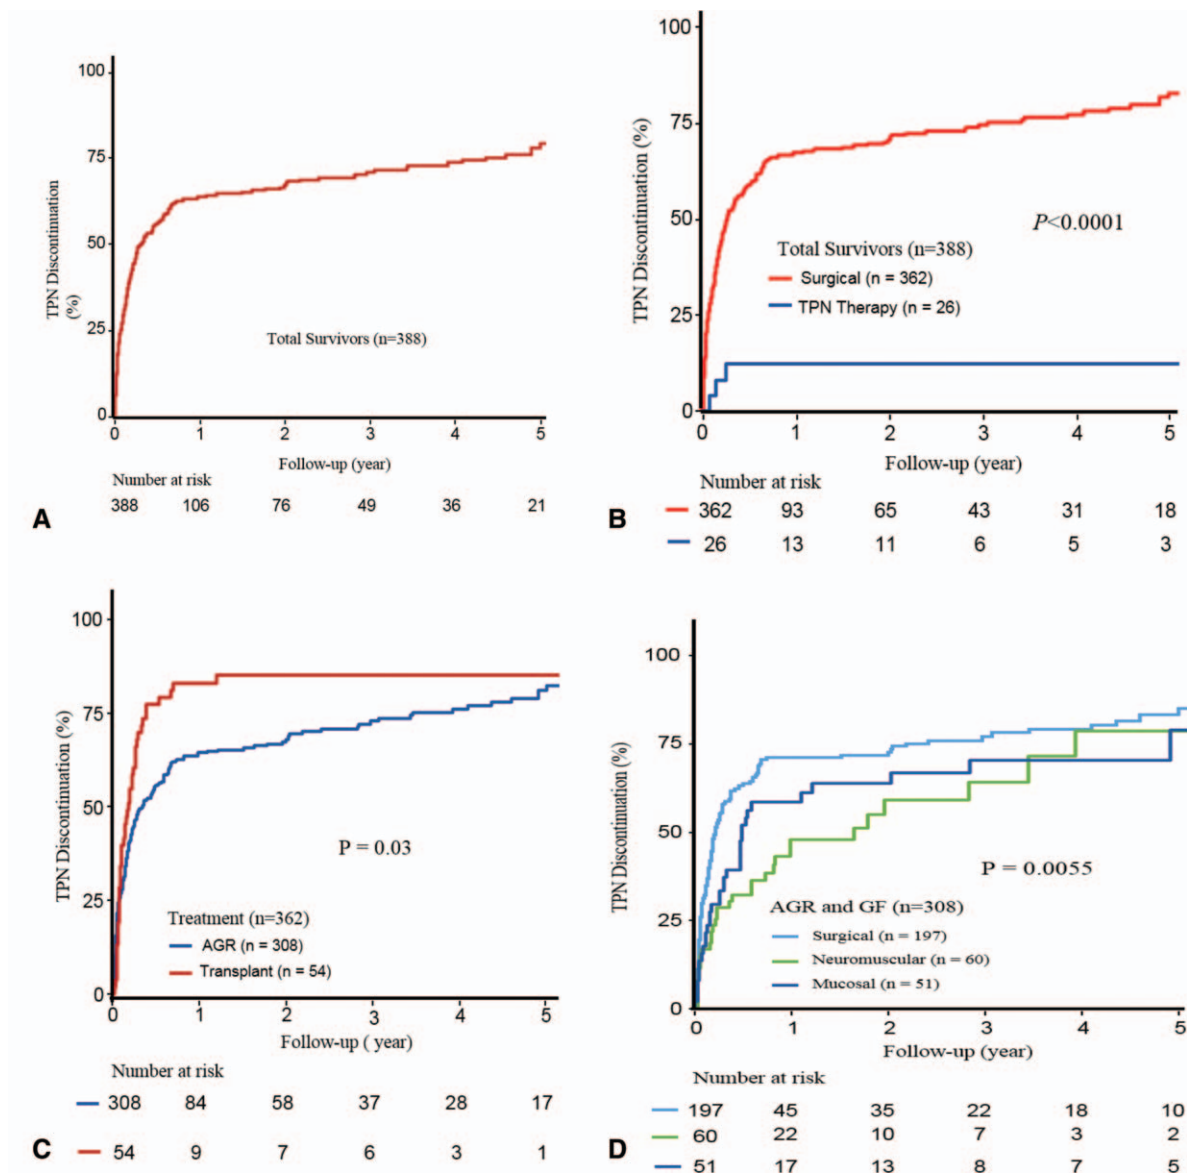 100
75
50
25
0
TPN Discontinuation
(%)
Total Survivors (n=388)
0 1 2 3 4 5
Follow-up (year)
Number at risk
388 106 76 49 36 21
A
100
75
50
25
0
TPN Discontinuation (%)
P<0.0001
Total Survivors (n=388)
Surgical (n = 362)
TPN Therapy (n = 26)
0 1 2 3 4 5
Follow-up (year)
Number at risk
362 93 65 43 31 18
26 13 11 6 5 3
B
100
75
50
25
0
TPN Discontinuation (%)
P = 0.03
Treatment (n=362)
AGR (n = 308)
Transplant (n = 54)
0 1 2 3 4 5
Follow-up ( year)
Number at risk
308 84 58 37 28 17
54 9 7 6 3 1
C
100
75
50
25
0
TPN Discontinuation (%)
P = 0.0055
AGR and GF (n=308)
Surgical (n = 197)
Neuromuscular (n = 60)
Mucosal (n = 51)
0 1 2 3 4 5
Follow-up (year)
Number at risk
197 45 35 22 18 10
60 22 10 7 3 2
51 17 13 8 7 5
D